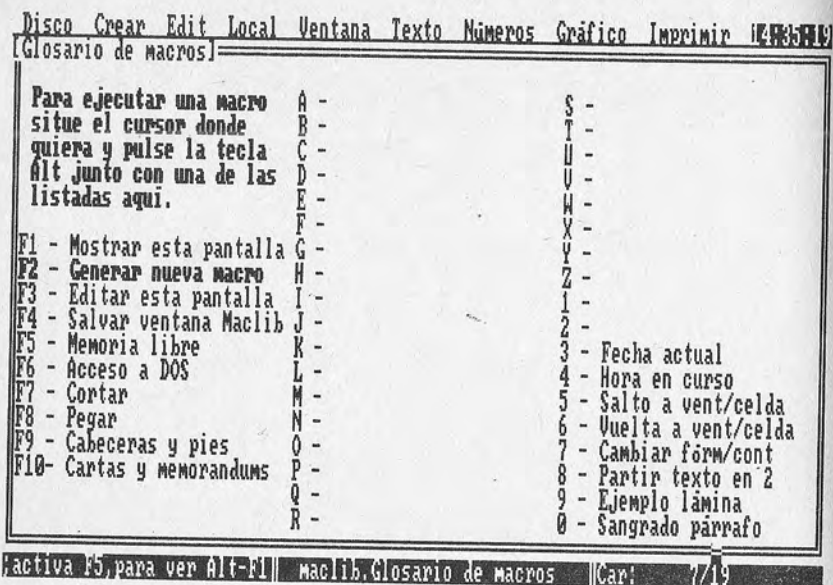 Disco Crear Edit Local Ventana Texto Números Gráfico Imprimir 14:35:19
[Glosario de macros]
Para ejecutar una macro
situe el cursor donde
quiera y pulse la tecla
Alt junto con una de las
listadas aqui.
F1 - Mostrar esta pantalla
F2 - Generar nueva macro
F3 - Editar esta pantalla
F4 - Salvar ventana Maclib
F5 - Memoria libre
F6 - Acceso a DOS
F7 - Cortar
F8 - Pegar
F9 - Cabeceras y pies
F10- Cartas y memorandums
A -
B -
C -
D -
E -
F -
G -
H -
I -
J -
K -
L -
M -
N -
O -
P -
Q -
R -
S -
T -
U -
V -
W -
X -
Y -
Z -
1 -
2 -
3 - Fecha actual
4 - Hora en curso
5 - Salto a vent/celda
6 - Vuelta a vent/celda
7 - Cambiar fórm/cont
8 - Partir texto en 2
9 - Ejemplo lámina
0 - Sangrado párrafo
activa F5,para ver Alt-F1 maclib.Glosario de macros Car: 7/19